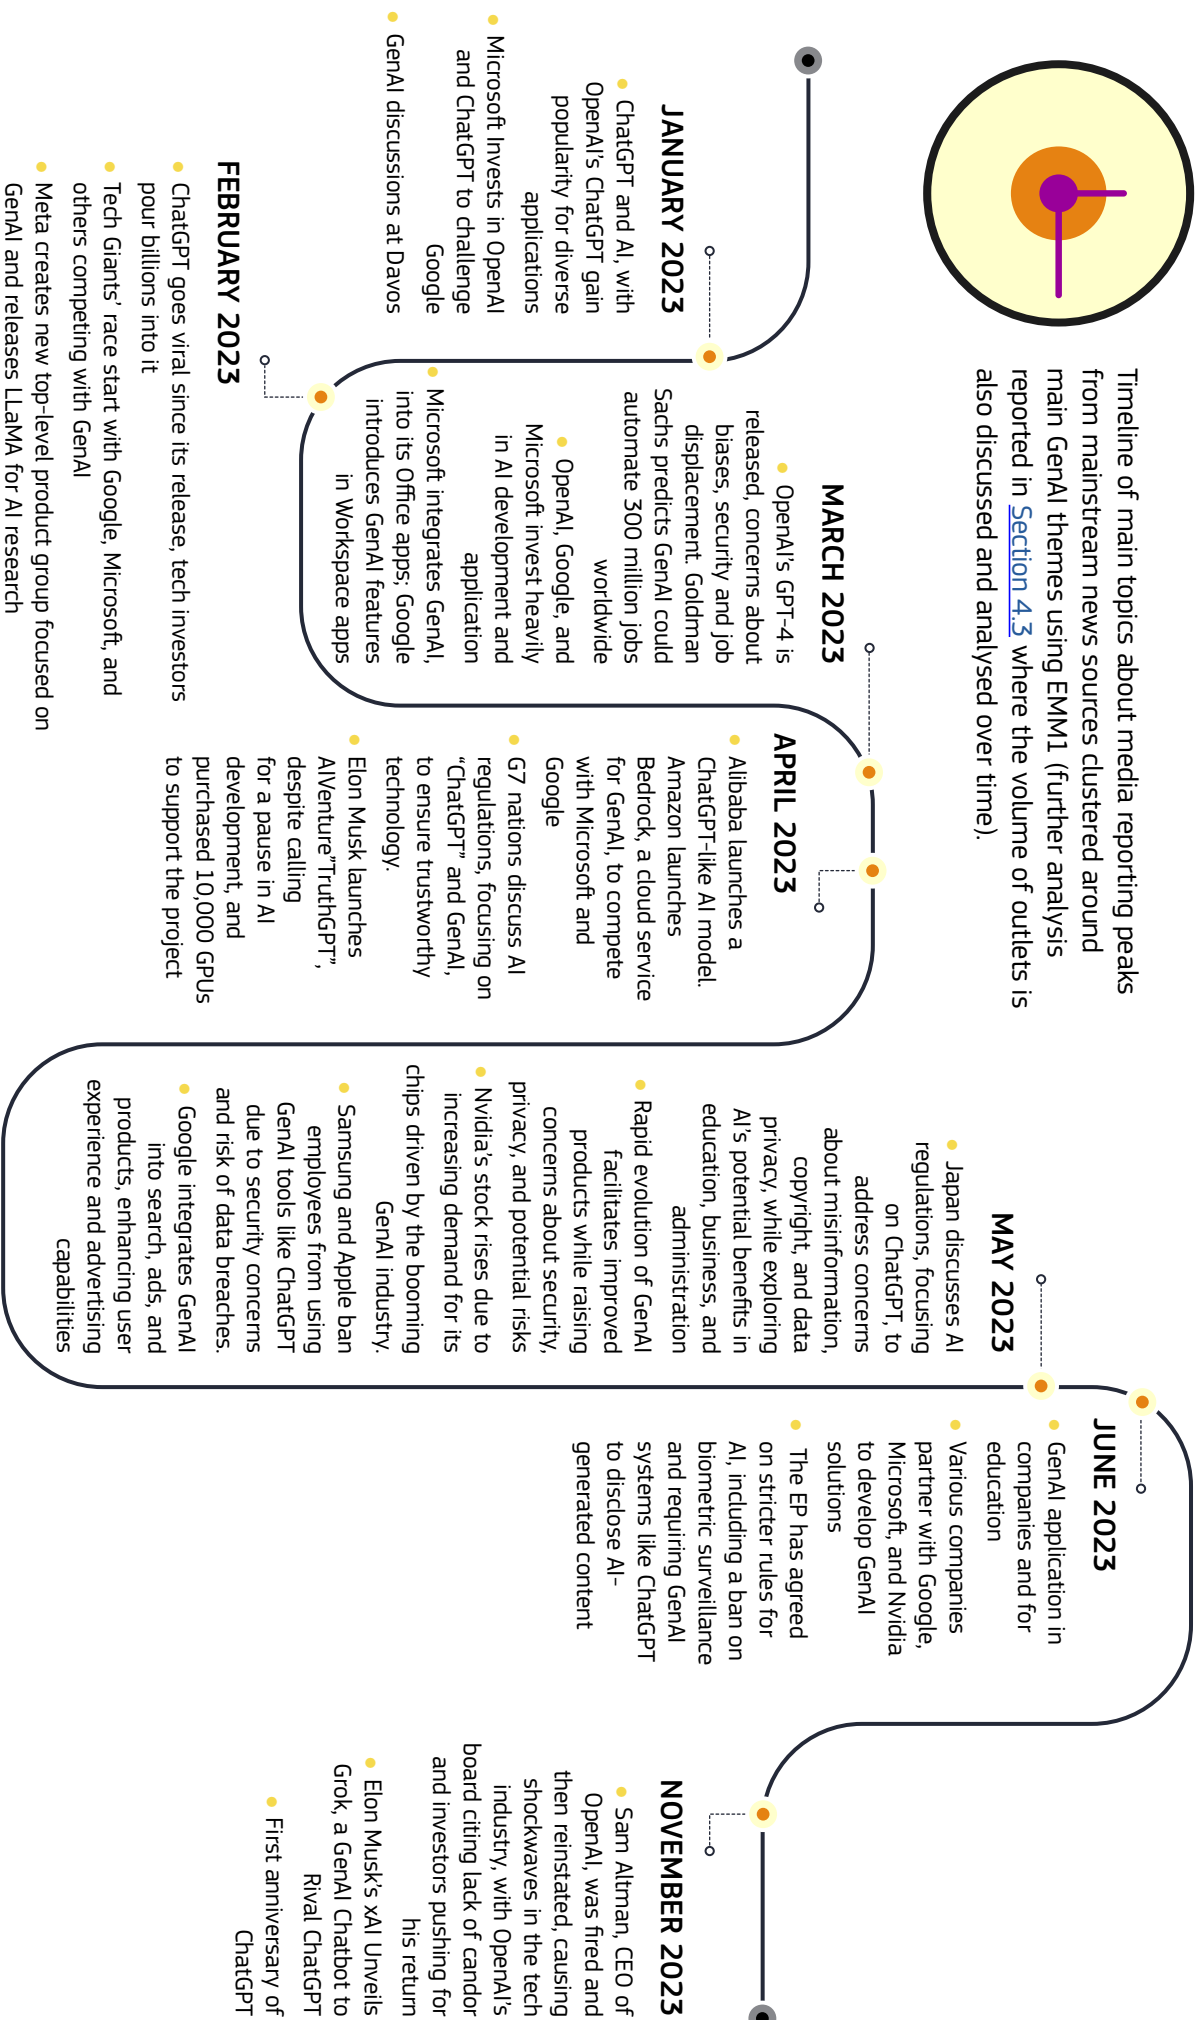 Timeline of main topics about media reporting peaks
from mainstream news sources clustered around
main GenAI themes using EMM1 (further analysis
reported in Section 4.3 where the volume of outlets is
also discussed and analysed over time).
JANUARY 2023
ChatGPT and AI, with
OpenAI's ChatGPT gain
popularity for diverse
applications
Microsoft Invests in OpenAI
and ChatGPT to challenge
Google
GenAI discussions at Davos
FEBRUARY 2023
ChatGPT goes viral since its release, tech investors
pour billions into it
Tech Giants' race start with Google, Microsoft, and
others competing with GenAI
Meta creates new top-level product group focused on
GenAI and releases LLaMA for AI research
MARCH 2023
OpenAI's GPT-4 is
released, concerns about
biases, security and job
displacement. Goldman
Sachs predicts GenAI could
automate 300 million jobs
worldwide
OpenAI, Google, and
Microsoft invest heavily
in AI development and
application
Microsoft integrates GenAI,
into its Office apps; Google
introduces GenAI features
in Workspace apps
APRIL 2023
Alibaba launches a
ChatGPT-like AI model.
Amazon launches
Bedrock, a cloud service
for GenAI, to compete
with Microsoft and
Google
G7 nations discuss AI
regulations, focusing on
“ChatGPT” and GenAI,
to ensure trustworthy
technology.
Elon Musk launches
AIVenture”TruthGPT”,
despite calling
for a pause in AI
development, and
purchased 10,000 GPUs
to support the project
MAY 2023
Japan discusses AI
regulations, focusing
on ChatGPT, to
address concerns
about misinformation,
copyright, and data
privacy, while exploring
AI's potential benefits in
education, business, and
administration
Rapid evolution of GenAI
facilitates improved
products while raising
concerns about security,
privacy, and potential risks
Nvidia's stock rises due to
increasing demand for its
chips driven by the booming
GenAI industry.
Samsung and Apple ban
employees from using
GenAI tools like ChatGPT
due to security concerns
and risk of data breaches.
Google integrates GenAI
into search, ads, and
products, enhancing user
experience and advertising
capabilities
JUNE 2023
GenAI application in
companies and for
education
Various companies
partner with Google,
Microsoft, and Nvidia
to develop GenAI
solutions
The EP has agreed
on stricter rules for
AI, including a ban on
biometric surveillance
and requiring GenAI
systems like ChatGPT
to disclose AI-
generated content
NOVEMBER 2023
Sam Altman, CEO of
OpenAI, was fired and
then reinstated, causing
shockwaves in the tech
industry, with OpenAI's
board citing lack of candor
and investors pushing for
his return
Elon Musk's xAI Unveils
Grok, a GenAI Chatbot to
Rival ChatGPT
First anniversary of
ChatGPT